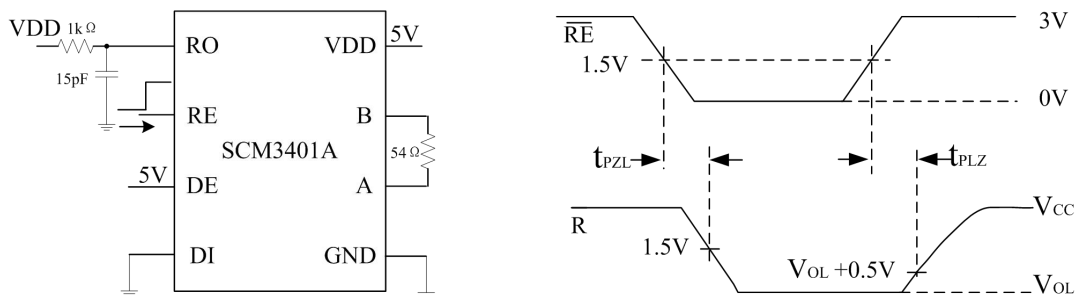 VDD 1kΩ
15pF
RO VDD 5V
RE B
SCM3401A
54Ω
5V DE A
DI GND
RE 3V
1.5V
0V
tPZL tPLZ
R VCC
1.5V
VOL +0.5V
VOL